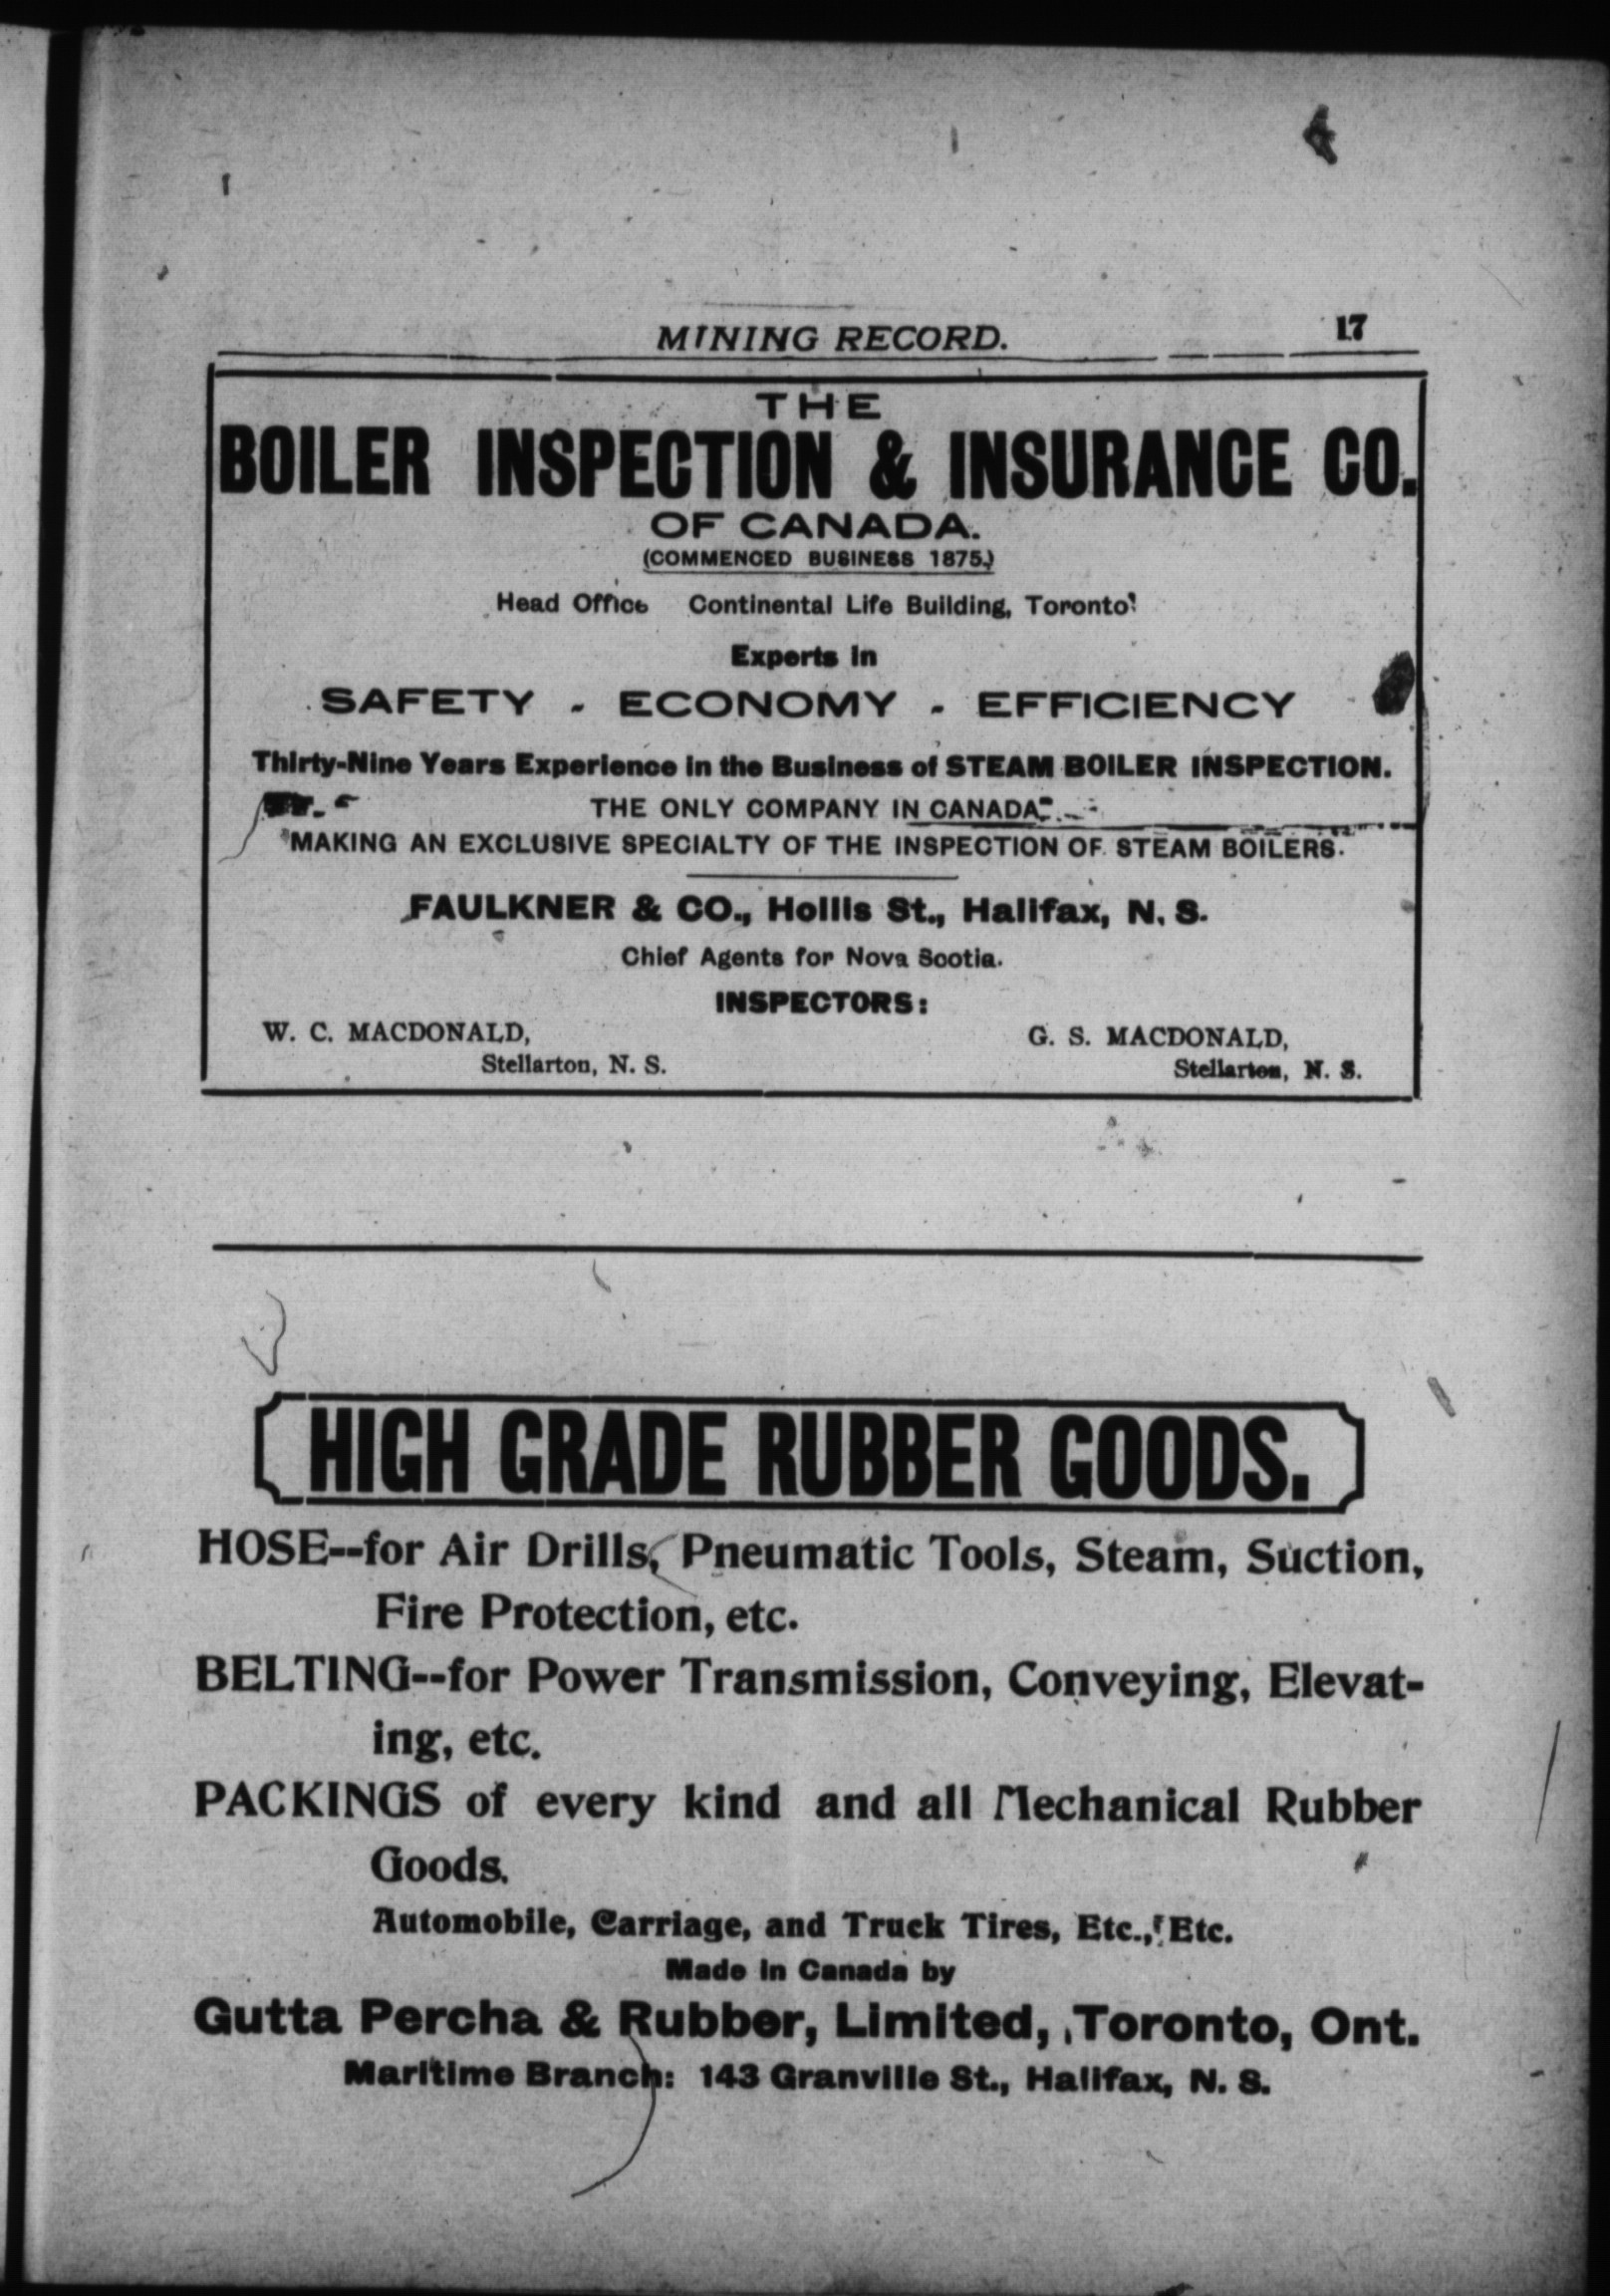 MINING RECORD. 17
THE
BOILER INSPECTION & INSURANCE CO.
OF CANADA.
(COMMENCED BUSINESS 1875.)
Head Office Continental Life Building, Toronto
Experts in
SAFETY - ECONOMY - EFFICIENCY
Thirty-Nine Years Experience in the Business of STEAM BOILER INSPECTION.
THE ONLY COMPANY IN CANADA
MAKING AN EXCLUSIVE SPECIALTY OF THE INSPECTION OF STEAM BOILERS.
FAULKNER & CO., Hollis St., Halifax, N. S.
Chief Agents for Nova Scotia.
INSPECTORS:
W. C. MACDONALD, G. S. MACDONALD,
Stellarton, N. S. Stellarton, N. S.
HIGH GRADE RUBBER GOODS.
HOSE--for Air Drills, Pneumatic Tools, Steam, Suction,
Fire Protection, etc.
BELTING--for Power Transmission, Conveying, Elevat-
ing, etc.
PACKINGS of every kind and all Mechanical Rubber
Goods.
Automobile, Carriage, and Truck Tires, Etc., Etc.
Made in Canada by
Gutta Percha & Rubber, Limited, Toronto, Ont.
Maritime Branch: 143 Granville St., Halifax, N. S.